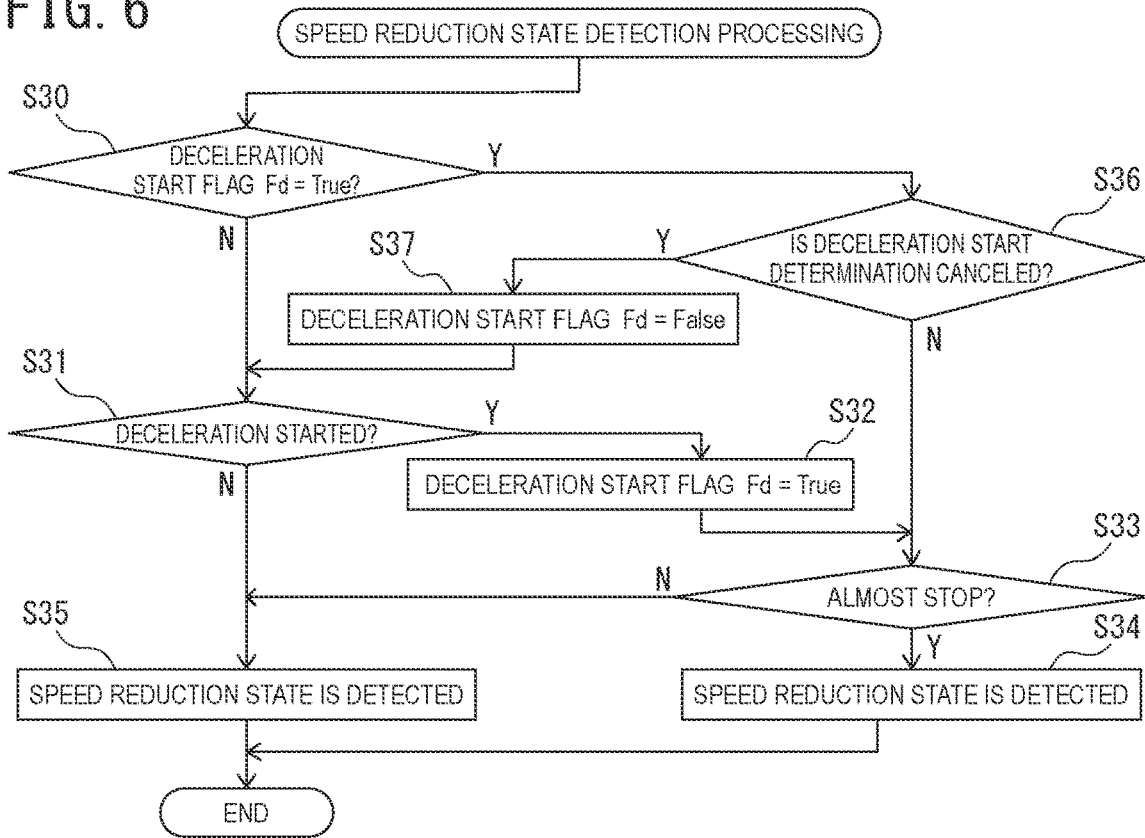 FIG. 6
SPEED REDUCTION STATE DETECTION PROCESSING
S30
DECELERATION
START FLAG Fd = True?
Y
N
S36
IS DECELERATION START
DETERMINATION CANCELED?
Y
N
S37
DECELERATION START FLAG Fd = False
S31
DECELERATION STARTED?
Y
N
S32
DECELERATION START FLAG Fd = True
S33
ALMOST STOP?
N
Y
S35
SPEED REDUCTION STATE IS DETECTED
S34
SPEED REDUCTION STATE IS DETECTED
END